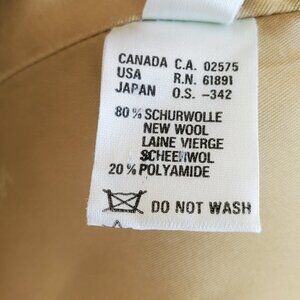 CANADA C.A. 02575
USA R.N. 61891
JAPAN O.S. -342
80% SCHURWOLLE
NEW WOOL
LAINE VIERGE
SCHEERWOL
20% POLYAMIDE
DO NOT WASH